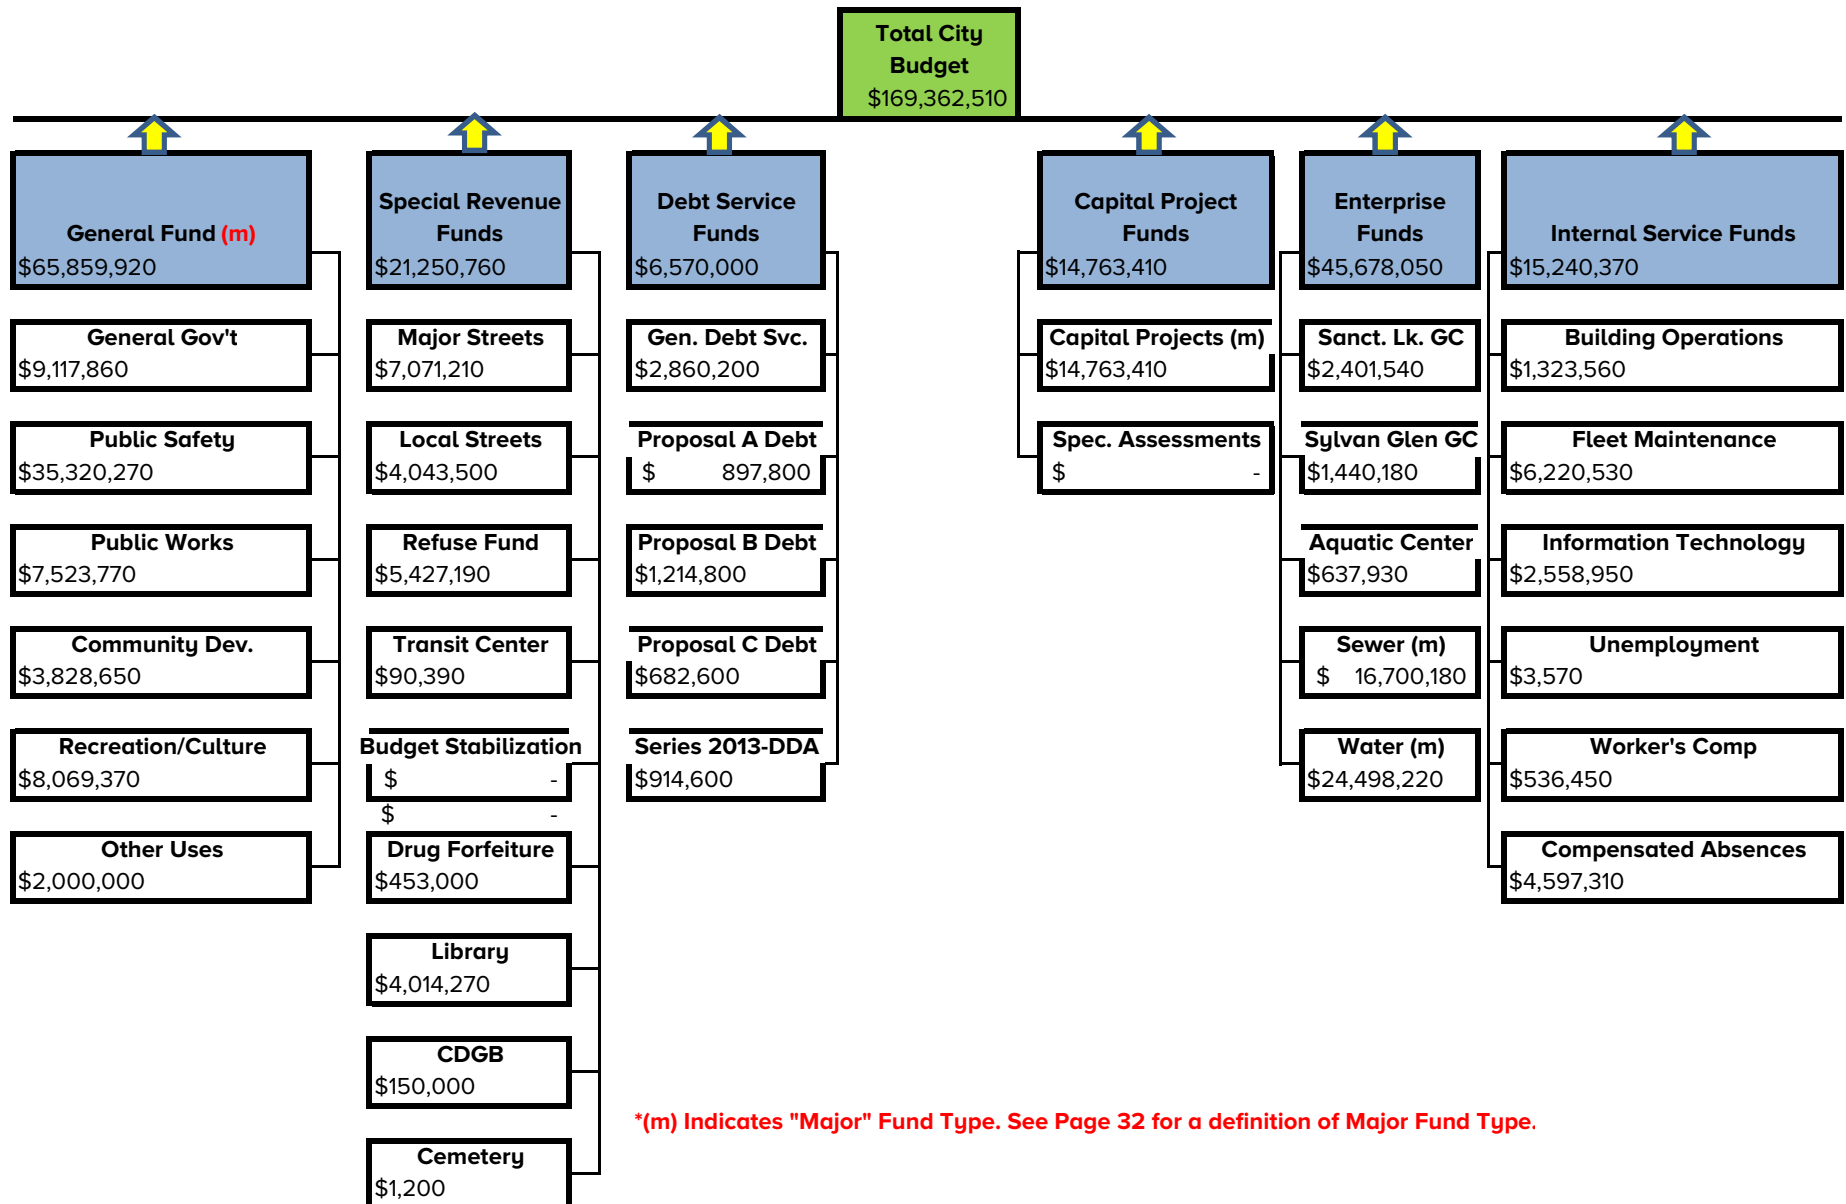 Total City
Budget
$169,362,510
General Fund (m)
$65,859,920
General Gov't
$9,117,860
Public Safety
$35,320,270
Public Works
$7,523,770
Community Dev.
$3,828,650
Recreation/Culture
$8,069,370
Other Uses
$2,000,000
Special Revenue
Funds
$21,250,760
Major Streets
$7,071,210
Local Streets
$4,043,500
Refuse Fund
$5,427,190
Transit Center
$90,390
Budget Stabilization
$ -
$ -
Drug Forfeiture
$453,000
Library
$4,014,270
CDGB
$150,000
Cemetery
$1,200
Debt Service
Funds
$6,570,000
Gen. Debt Svc.
$2,860,200
Proposal A Debt
$ 897,800
Proposal B Debt
$1,214,800
Proposal C Debt
$682,600
Series 2013-DDA
$914,600
Capital Project
Funds
$14,763,410
Capital Projects (m)
$14,763,410
Spec. Assessments
$ -
Enterprise
Funds
$45,678,050
Sanct. Lk. GC
$2,401,540
Sylvan Glen GC
$1,440,180
Aquatic Center
$637,930
Sewer (m)
$ 16,700,180
Water (m)
$24,498,220
Internal Service Funds
$15,240,370
Building Operations
$1,323,560
Fleet Maintenance
$6,220,530
Information Technology
$2,558,950
Unemployment
$3,570
Worker's Comp
$536,450
Compensated Absences
$4,597,310
*(m) Indicates "Major" Fund Type. See Page 32 for a definition of Major Fund Type.